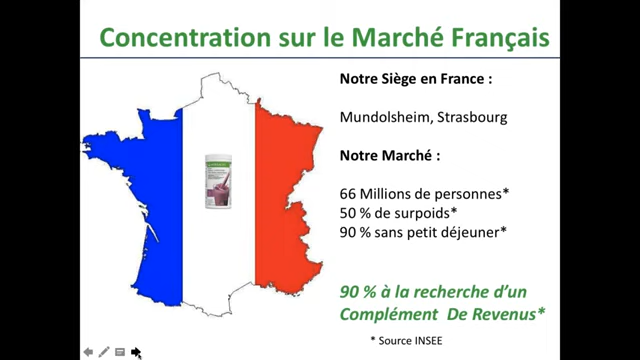 Concentration sur le Marché Français
Notre Siège en France :
Mundolsheim, Strasbourg
Notre Marché :
66 Millions de personnes*
50 % de surpoids*
90 % sans petit déjeuner*
90 % à la recherche d’un
Complément De Revenus*
* Source INSEE